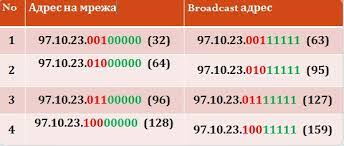 No Адрес на мрежа Broadcast адрес
1 97.10.23.00100000 (32) 97.10.23.00111111 (63)
2 97.10.23.01000000 (64) 97.10.23.01011111 (95)
3 97.10.23.01100000 (96) 97.10.23.01111111 (127)
4 97.10.23.10000000 (128) 97.10.23.10011111 (159)